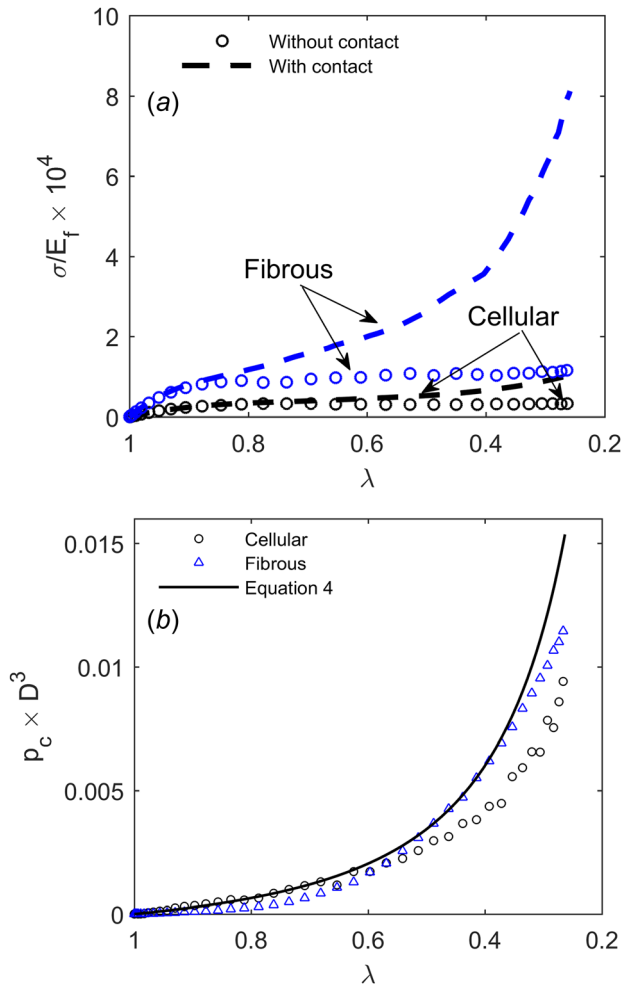 10
Without contact
With contact
(a)
8
6
σ/E_f × 10^4
Fibrous
4
Cellular
2
0
1 0.8 0.6 0.4 0.2
λ
0.015
Cellular
Fibrous
Equation 4
(b)
0.01
p_c × D^3
0.005
0
1 0.8 0.6 0.4 0.2
λ